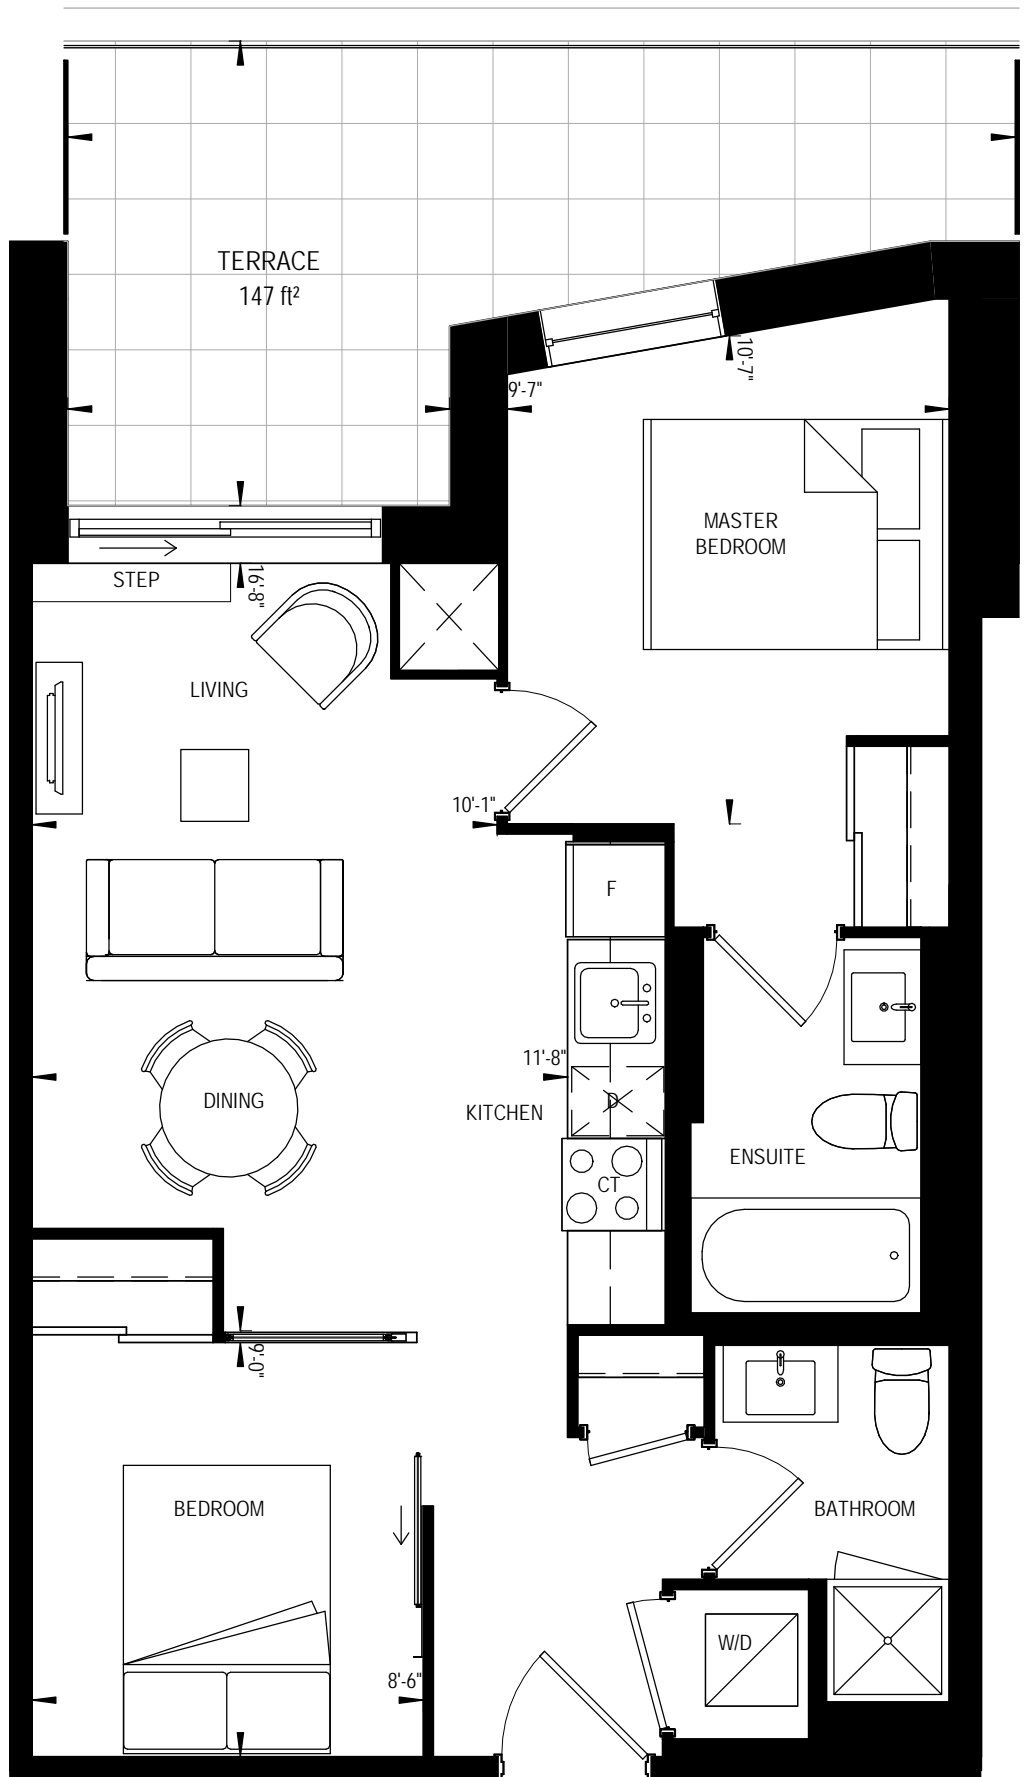 TERRACE
147 ft²
10'-7"
9'-7"
MASTER
BEDROOM
STEP
16'-8"
LIVING
10'-1"
F
11'-8"
D
DINING
KITCHEN
ENSUITE
CT
9'-0"
BEDROOM
BATHROOM
W/D
8'-6"